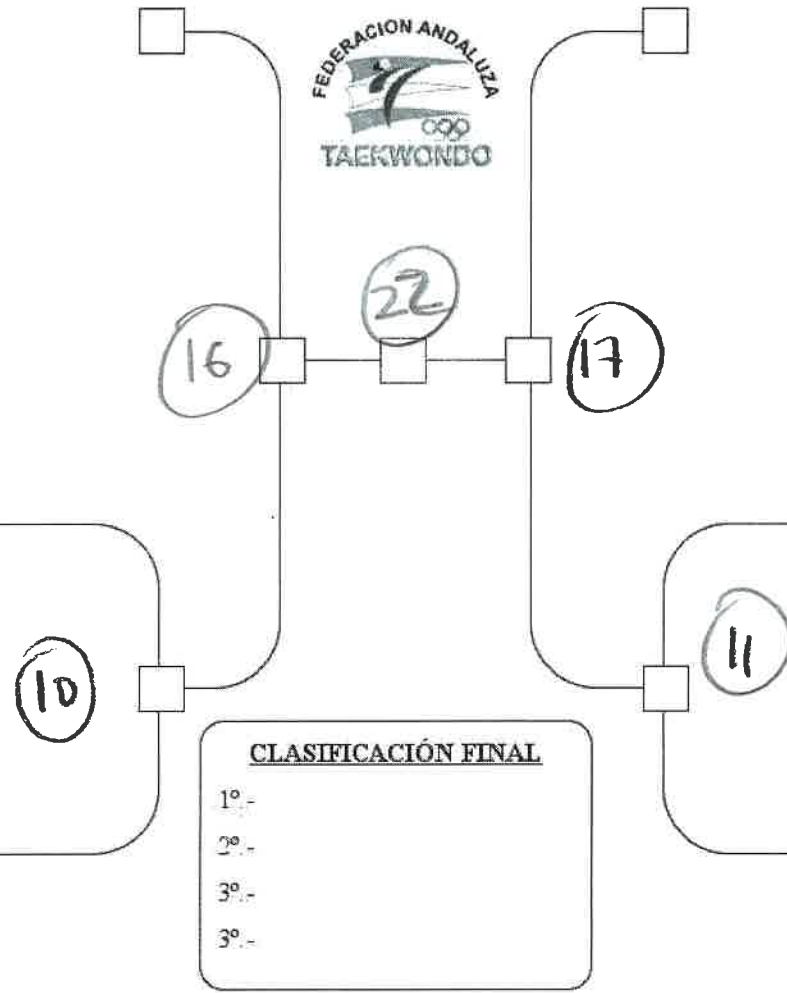 FEDERACION ANDALUZA
TAEKWONDO
22
16
17
10
11
CLASIFICACIÓN FINAL
1º.-
2º.-
3º.-
3º.-